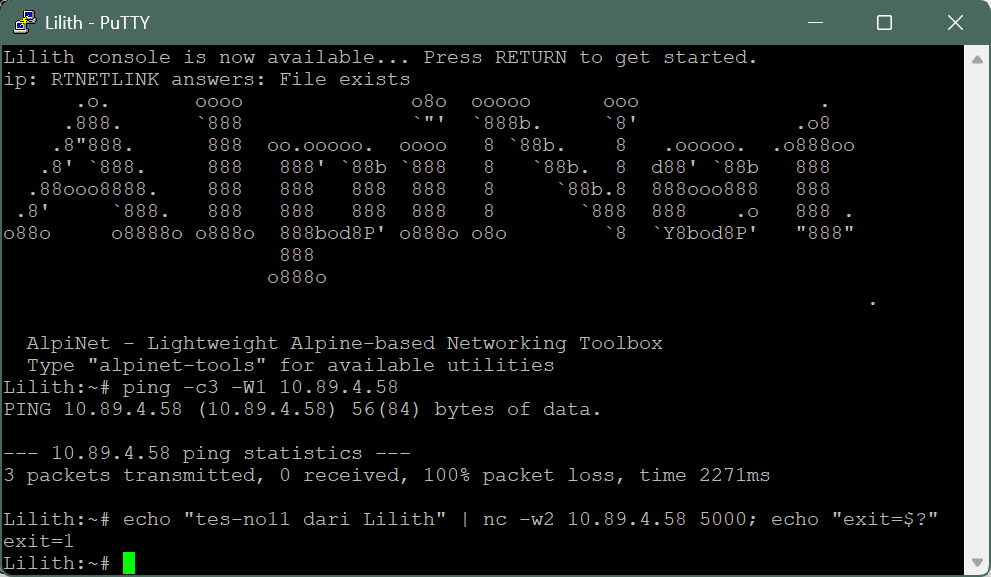 Lilith - PuTTY
Lilith console is now available... Press RETURN to get started.
ip: RTNETLINK answers: File exists
AlpiNet
AlpiNet - Lightweight Alpine-based Networking Toolbox
Type "alpinet-tools" for available utilities
Lilith:~# ping -c3 -W1 10.89.4.58
PING 10.89.4.58 (10.89.4.58) 56(84) bytes of data.
--- 10.89.4.58 ping statistics ---
3 packets transmitted, 0 received, 100% packet loss, time 2271ms
Lilith:~# echo "tes-no11 dari Lilith" | nc -w2 10.89.4.58 5000; echo "exit=$?"
exit=1
Lilith:~#